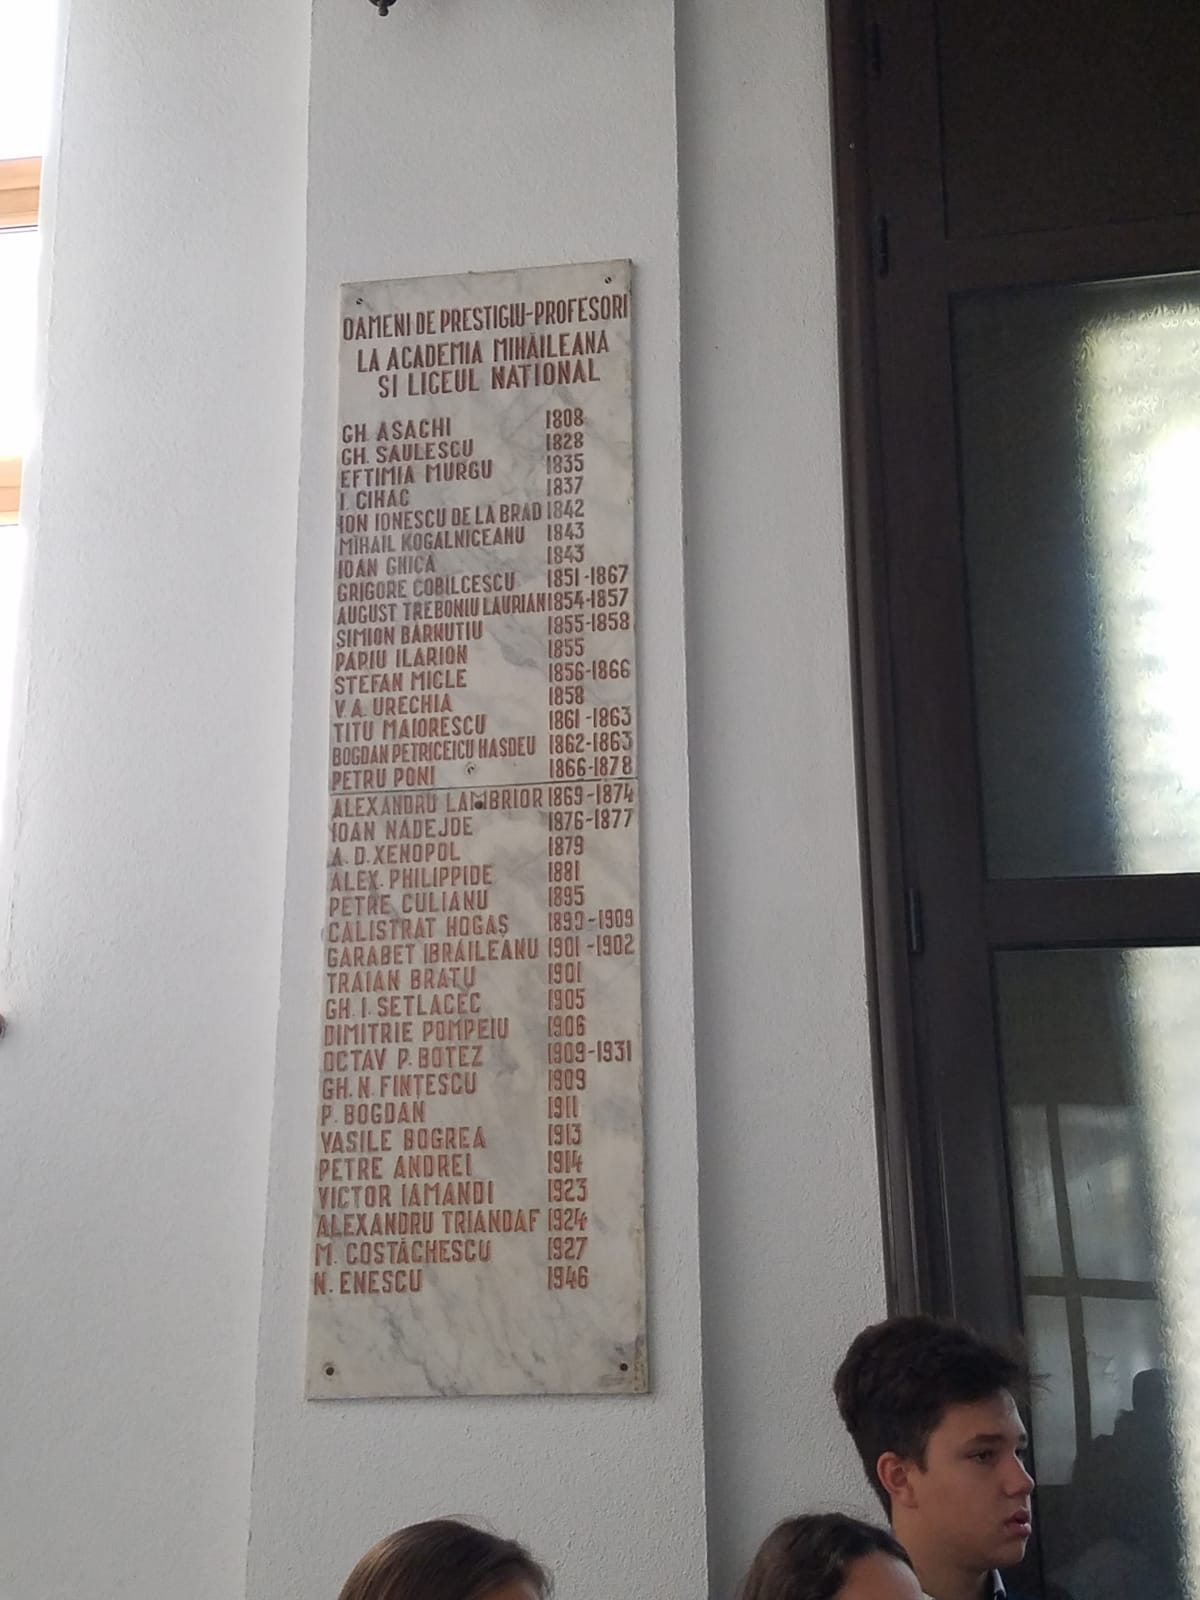 OAMENI DE PRESTIGIU-PROFESORI
LA ACADEMIA MIHĂILEANA
SI LICEUL NATIONAL
GH. ASACHI 1808
GH. SAULESCU 1828
EFTIMIA MURGU 1835
I. CIHAC 1837
ION IONESCU DE LA BRAD 1842
MIHAIL KOGALNICEANU 1843
IOAN GHICA 1843
GRIGORE COBILCESCU 1851-1867
AUGUST TREBONIU LAURIAN 1854-1857
SIMION BARNUTIU 1855-1858
PAPIU ILARION 1855
STEFAN MICLE 1856-1866
V. A. URECHIA 1858
TITU MAIORESCU 1861-1863
BOGDAN PETRICEICU HASDEU 1862-1863
PETRU PONI 1866-1878
ALEXANDRU LAMBRIOR 1869-1874
IOAN NADEJDE 1876-1877
A. D. XENOPOL 1879
ALEX. PHILIPPIDE 1881
PETRE CULIANU 1895
CALISTRAT HOGAȘ 1899-1909
GARABET IBRĂILEANU 1901-1902
TRAIAN BRATU 1901
GH. I. SETLACEC 1905
DIMITRIE POMPEIU 1906
OCTAV P. BOTEZ 1909-1931
GH. N. FINȚESCU 1909
P. BOGDAN 1911
VASILE BOGREA 1913
PETRE ANDREI 1914
VICTOR IAMANDI 1923
ALEXANDRU TRIANDAF 1924
M. COSTĂCHESCU 1927
N. ENESCU 1946